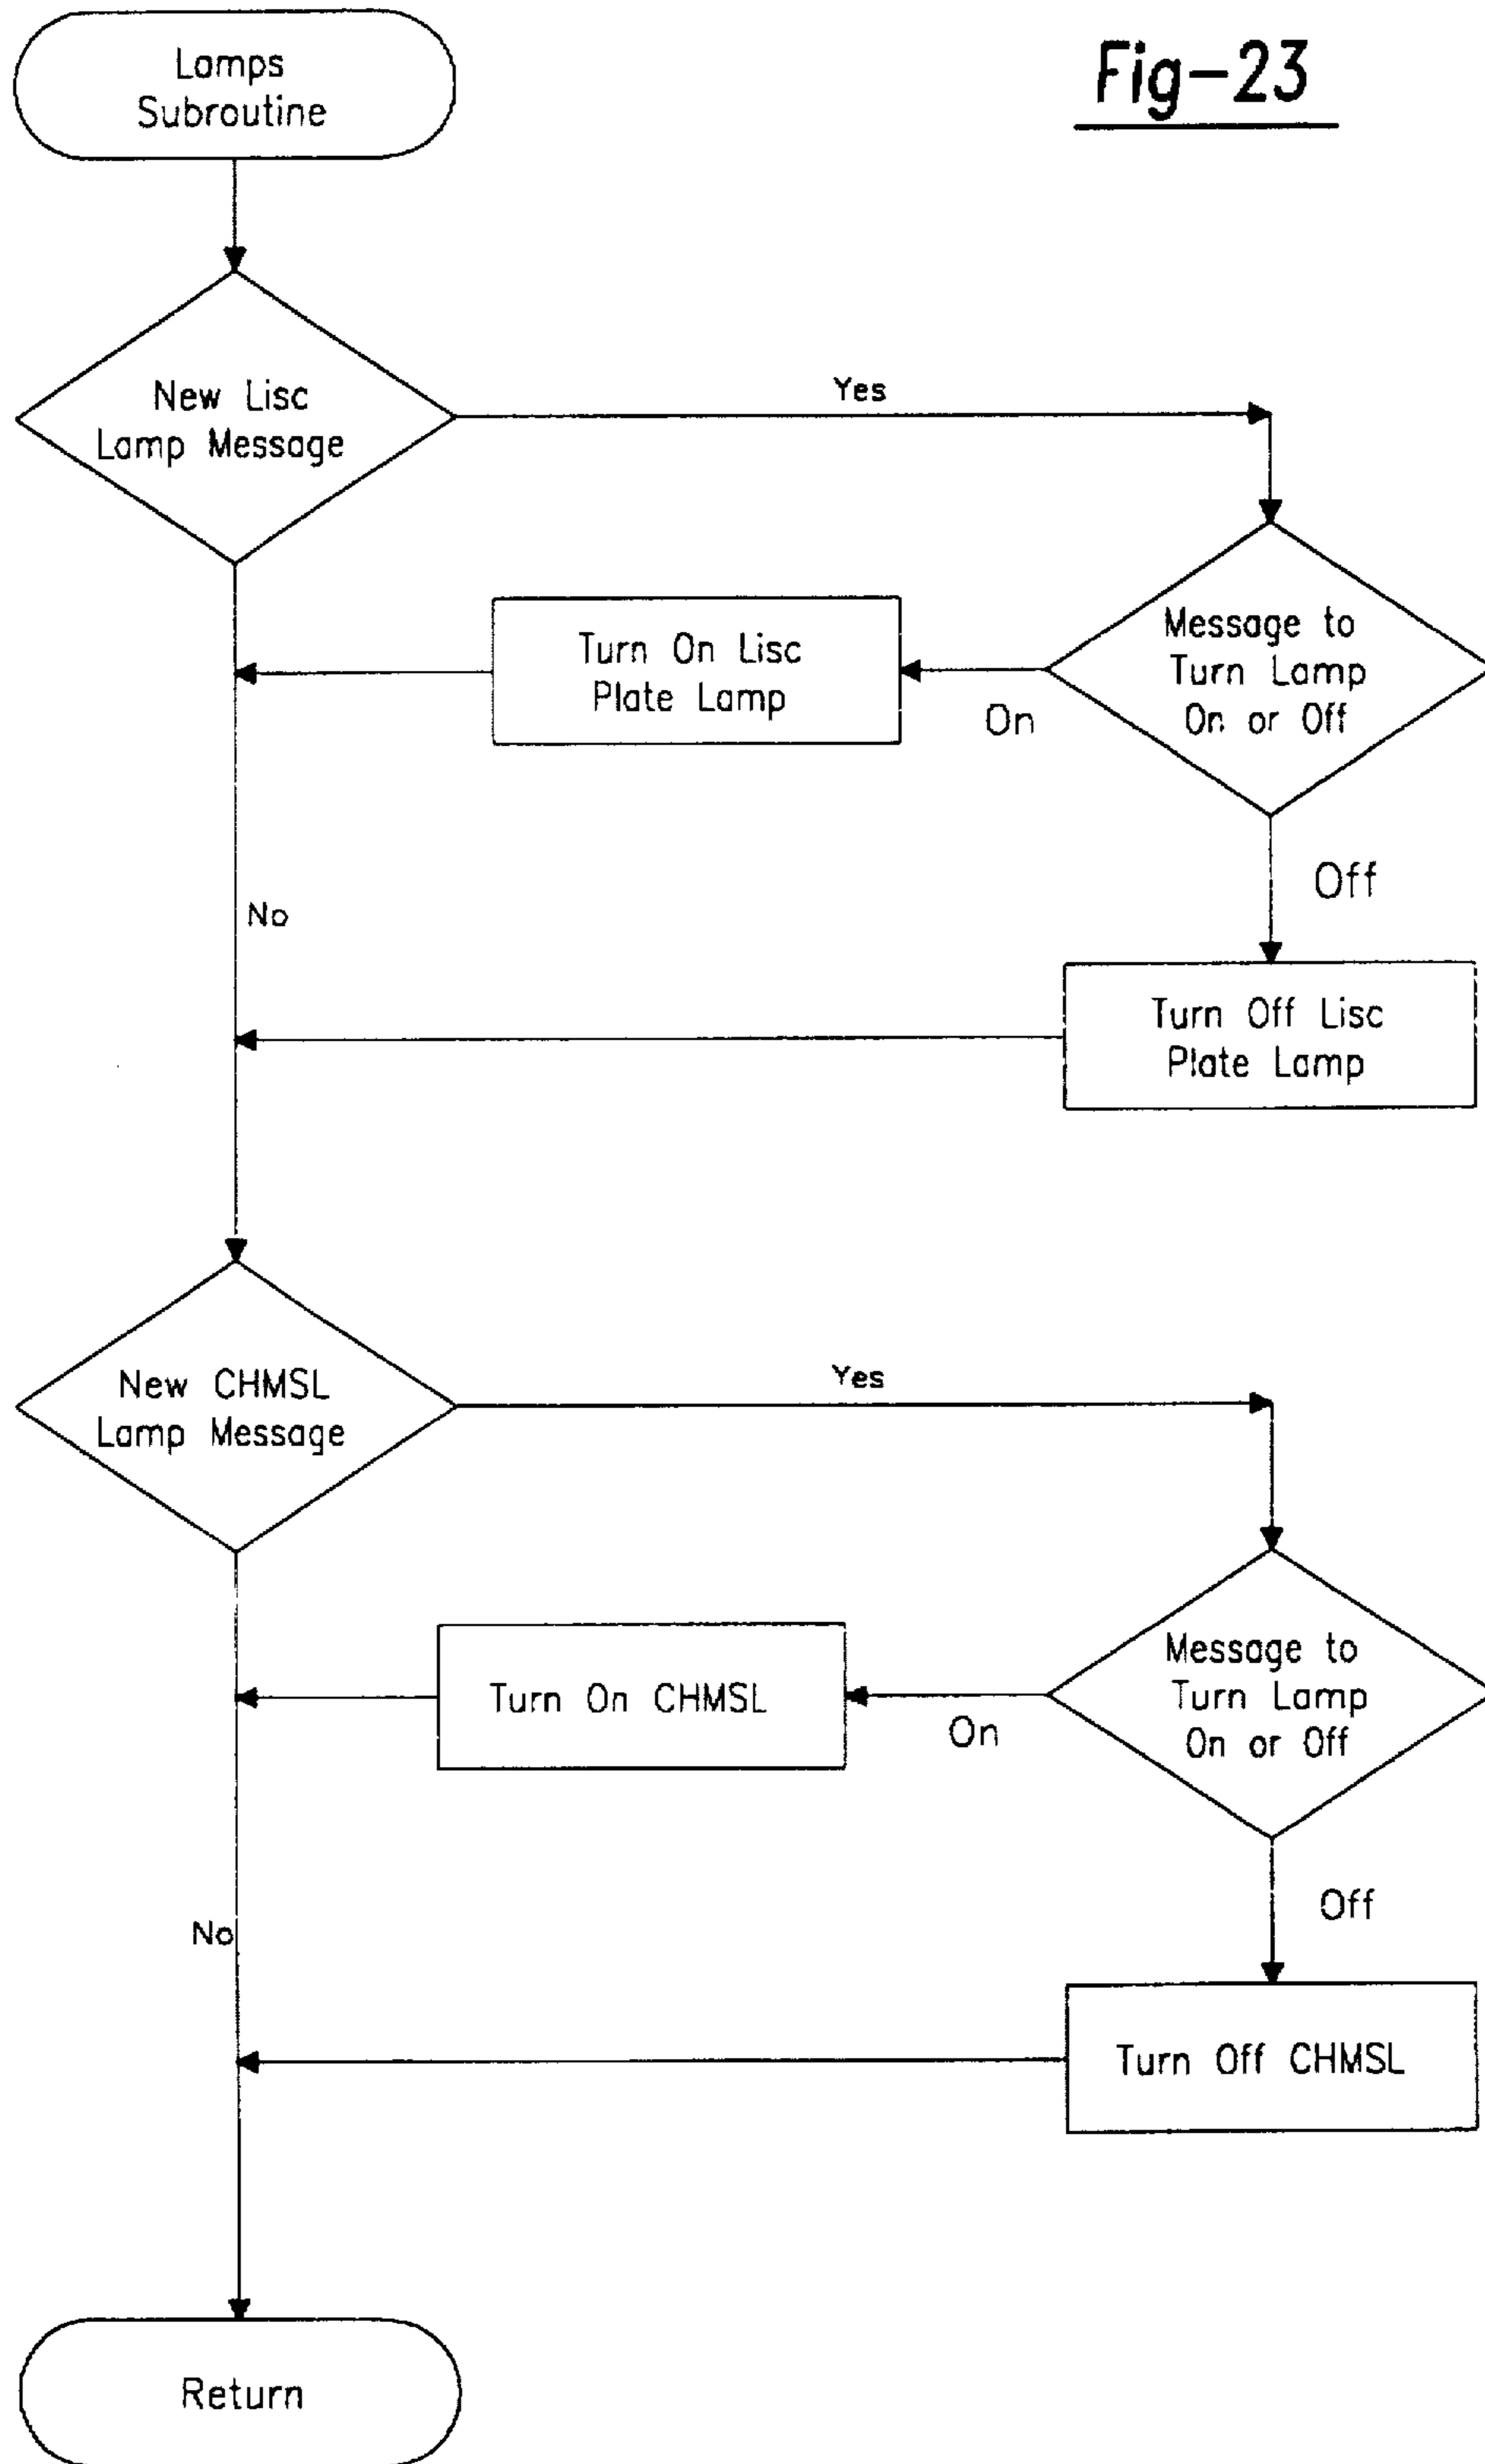 Fig-23
Lamps
Subroutine
New Lisc
Lamp Message
Yes
Message to
Turn Lamp
On or Off
On
Turn On Lisc
Plate Lamp
Off
No
Turn Off Lisc
Plate Lamp
New CHMSL
Lamp Message
Yes
Message to
Turn Lamp
On or Off
On
Turn On CHMSL
Off
No
Turn Off CHMSL
Return